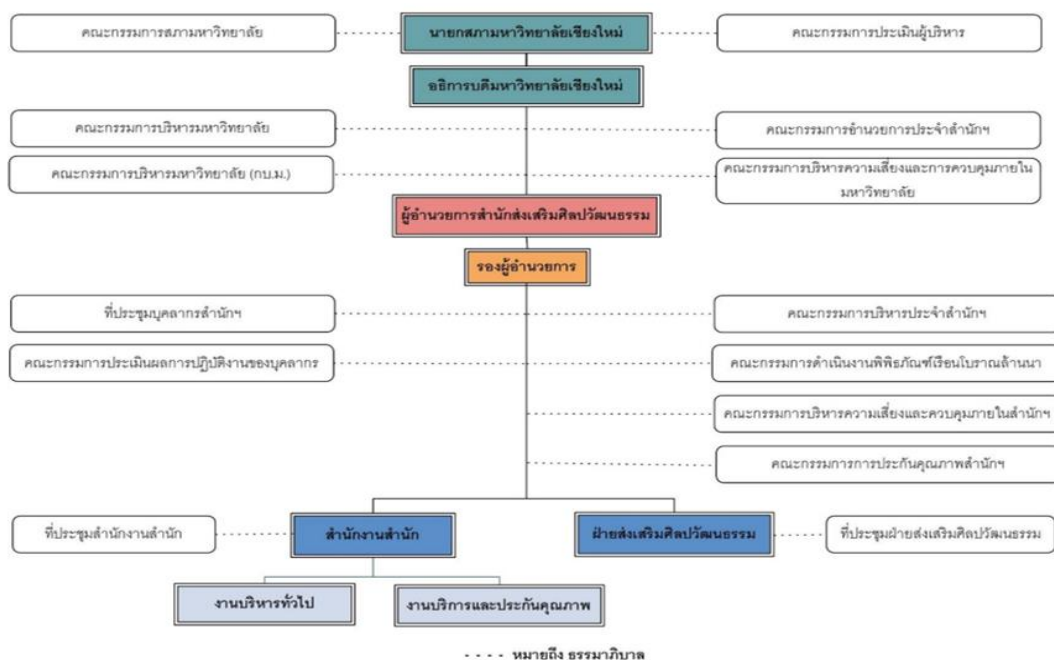 คณะกรรมการสภามหาวิทยาลัย
นายกสภามหาวิทยาลัยเชียงใหม่
คณะกรรมการประเมินผู้บริหาร
อธิการบดีมหาวิทยาลัยเชียงใหม่
คณะกรรมการบริหารมหาวิทยาลัย
คณะกรรมการอำนวยการประจำสำนักฯ
คณะกรรมการบริหารมหาวิทยาลัย (กบ.ม.)
คณะกรรมการบริหารความเสี่ยงและการควบคุมภายใน
มหาวิทยาลัย
ผู้อำนวยการสำนักส่งเสริมศิลปวัฒนธรรม
รองผู้อำนวยการ
ที่ประชุมบุคลากรสำนักฯ
คณะกรรมการบริหารประจำสำนักฯ
คณะกรรมการประเมินผลการปฏิบัติงานของบุคลากร
คณะกรรมการดำเนินงานพิพิธภัณฑ์เรือนโบราณล้านนา
คณะกรรมการบริหารความเสี่ยงและควบคุมภายในสำนักฯ
คณะกรรมการการประกันคุณภาพสำนักฯ
ที่ประชุมสำนักงานสำนัก
สำนักงานสำนัก
ฝ่ายส่งเสริมศิลปวัฒนธรรม
ที่ประชุมฝ่ายส่งเสริมศิลปวัฒนธรรม
งานบริหารทั่วไป
งานบริการและประกันคุณภาพ
- - - - หมายถึง ธรรมาภิบาล